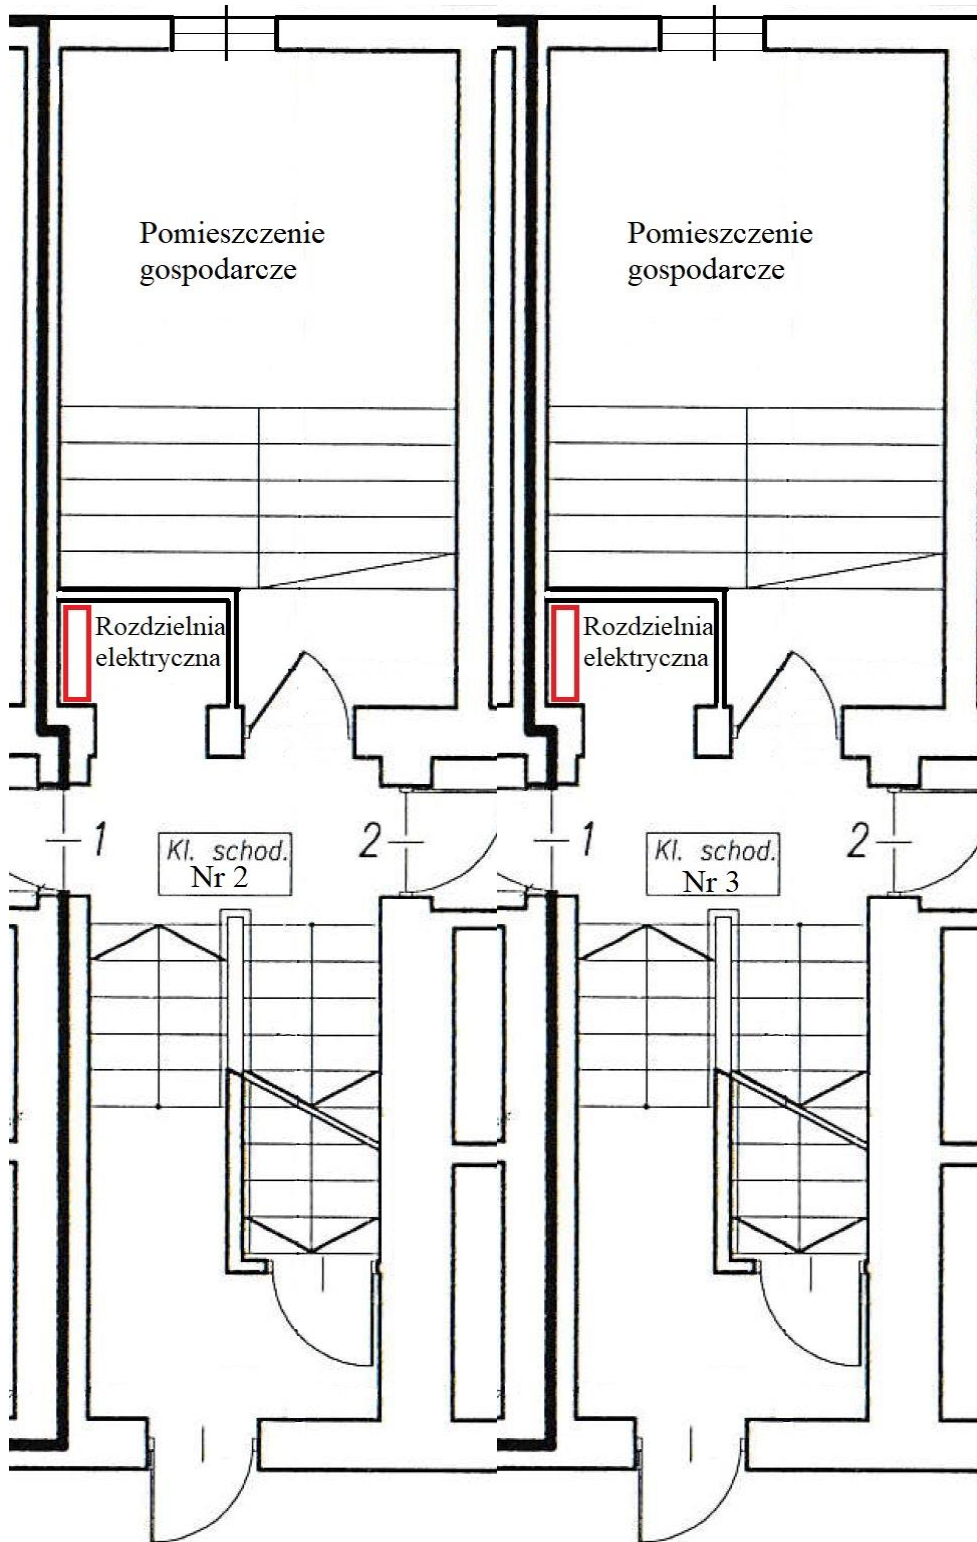 Pomieszczenie
gospodarcze
Rozdzielnia
elektryczna
1
Kl. schod.
Nr 2
2
Pomieszczenie
gospodarcze
Rozdzielnia
elektryczna
1
Kl. schod.
Nr 3
2